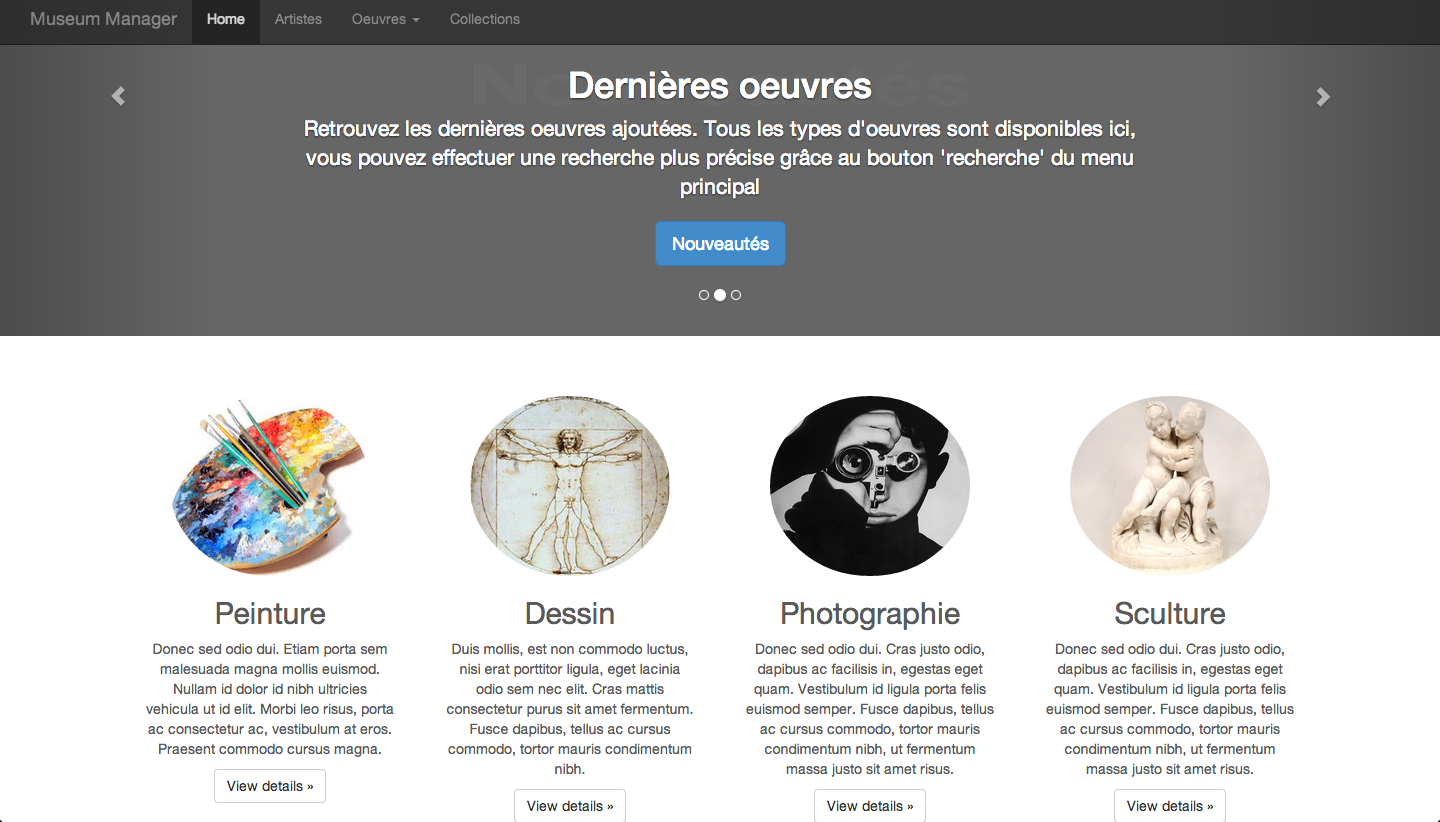 Museum Manager Home Artistes Oeuvres Collections
Dernières oeuvres
Retrouvez les dernières oeuvres ajoutées. Tous les types d'oeuvres sont disponibles ici,
vous pouvez effectuer une recherche plus précise grâce au bouton 'recherche' du menu
principal
Nouveautés
Peinture
Donec sed odio dui. Etiam porta sem
malesuada magna mollis euismod.
Nullam id dolor id nibh ultricies
vehicula ut id elit. Morbi leo risus, porta
ac consectetur ac, vestibulum at eros.
Praesent commodo cursus magna.
View details »
Dessin
Duis mollis, est non commodo luctus,
nisi erat porttitor ligula, eget lacinia
odio sem nec elit. Cras mattis
consectetur purus sit amet fermentum.
Fusce dapibus, tellus ac cursus
commodo, tortor mauris condimentum
nibh.
View details »
Photographie
Donec sed odio dui. Cras justo odio,
dapibus ac facilisis in, egestas eget
quam. Vestibulum id ligula porta felis
euismod semper. Fusce dapibus, tellus
ac cursus commodo, tortor mauris
condimentum nibh, ut fermentum
massa justo sit amet risus.
View details »
Sculture
Donec sed odio dui. Cras justo odio,
dapibus ac facilisis in, egestas eget
quam. Vestibulum id ligula porta felis
euismod semper. Fusce dapibus, tellus
ac cursus commodo, tortor mauris
condimentum nibh, ut fermentum
massa justo sit amet risus.
View details »